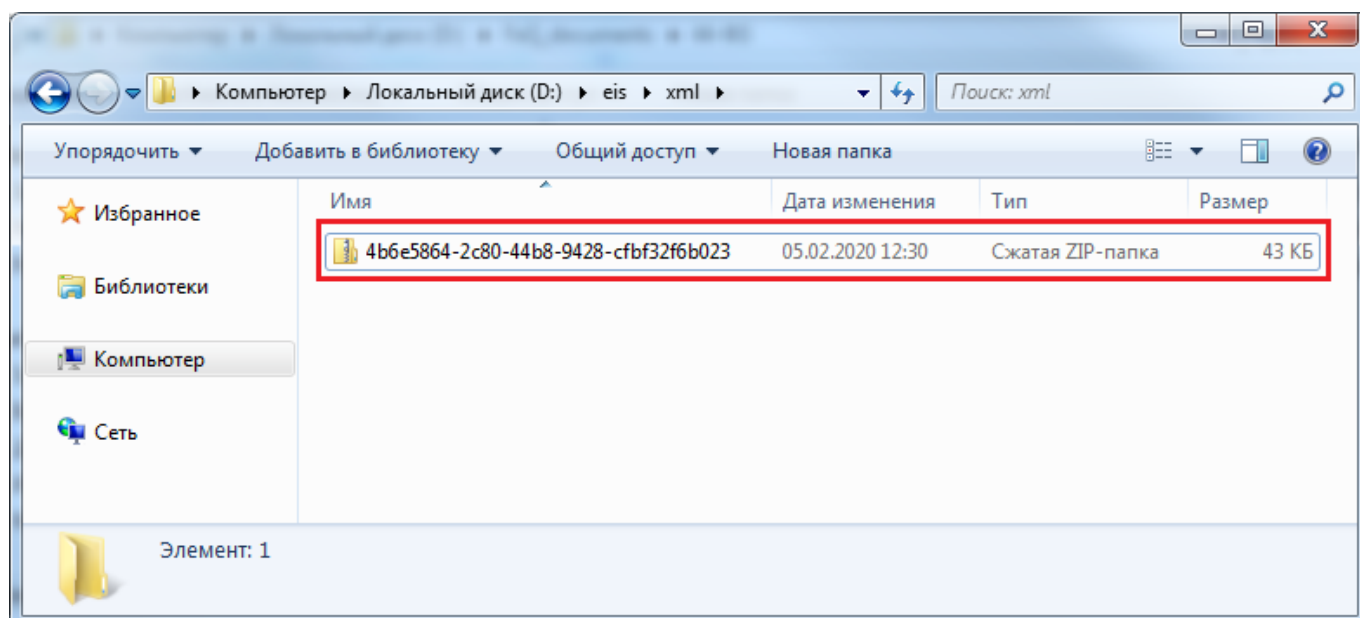 Компьютер Локальный диск (D:) eis xml Поиск: xml
Упорядочить Добавить в библиотеку Общий доступ Новая папка
Имя Дата изменения Тип Размер
Избранное
4b6e5864-2c80-44b8-9428-cfbf32f6b023 05.02.2020 12:30 Сжатая ZIP-папка 43 КБ
Библиотеки
Компьютер
Сеть
Элемент: 1